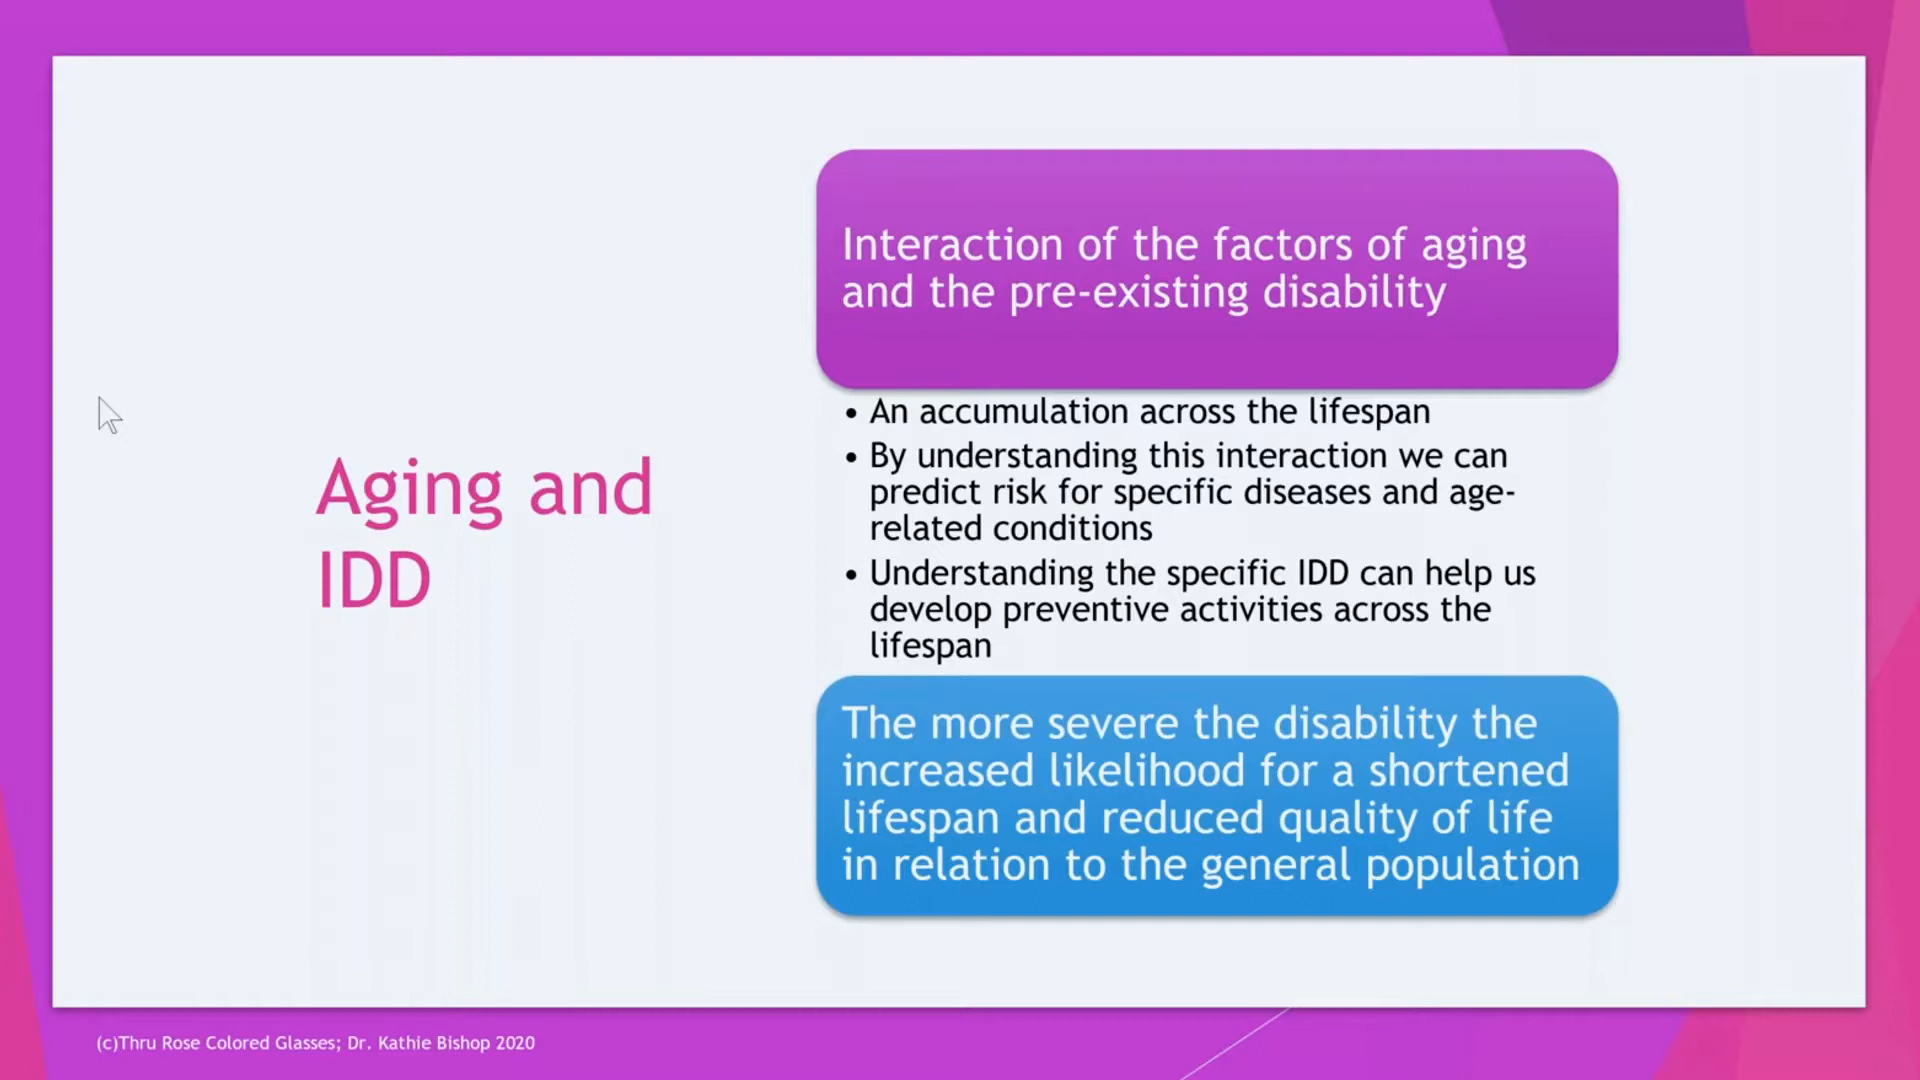 Aging and
IDD
Interaction of the factors of aging
and the pre-existing disability
• An accumulation across the lifespan
• By understanding this interaction we can
predict risk for specific diseases and age-
related conditions
• Understanding the specific IDD can help us
develop preventive activities across the
lifespan
The more severe the disability the
increased likelihood for a shortened
lifespan and reduced quality of life
in relation to the general population
(c)Thru Rose Colored Glasses; Dr. Kathie Bishop 2020